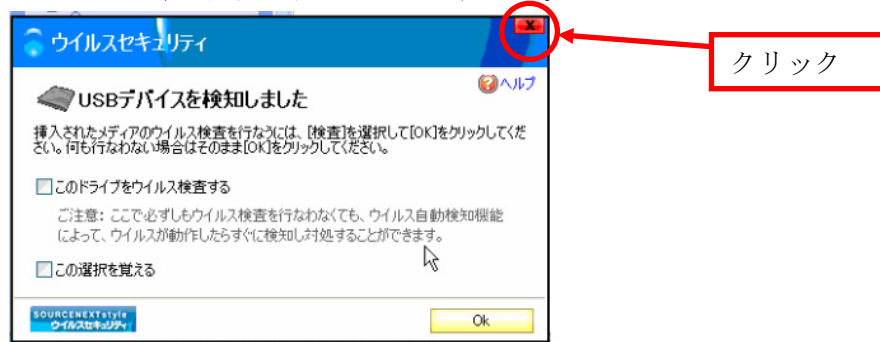 ウイルスセキュリティ
X
クリック
ヘルプ
USBデバイスを検知しました
挿入されたメディアのウイルス検査を行なうには、[検査]を選択して[OK]をクリックしてくだ
さい。何も行なわない場合はそのまま[OK]をクリックしてください。
このドライブをウイルス検査する
ご注意: ここで必ずしもウイルス検査を行なわなくても、ウイルス自動検知機能
によって、ウイルスが動作したらすぐに検知し対処することができます。
この選択を覚える
SOURCENEXTstyle
ウイルスセキュリティ
Ok